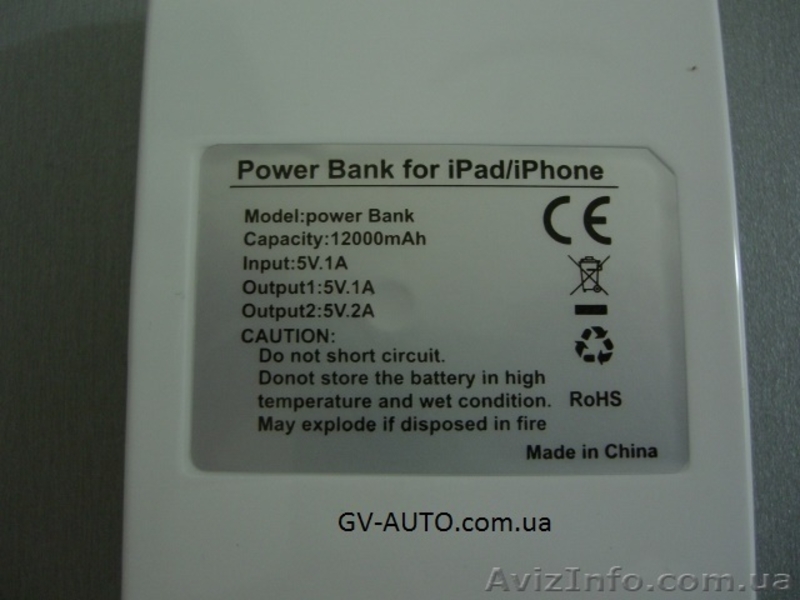 Power Bank for iPad/iPhone
Model:power Bank
Capacity:12000mAh
Input:5V.1A
Output1:5V.1A
Output2:5V.2A
CAUTION:
Do not short circuit.
Donot store the battery in high
temperature and wet condition.
May explode if disposed in fire
CE
RoHS
Made in China
GV-AUTO.com.ua
AvizInfo.com.ua